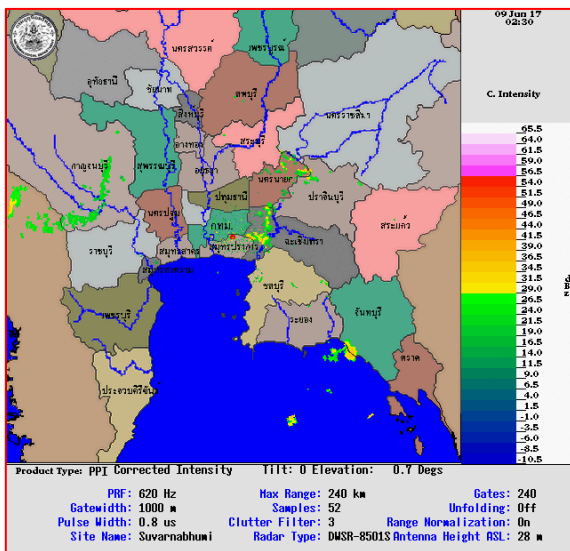 09 Jun 17
02:30
นครสวรรค์
เพชรบูรณ์
อุทัยธานี
ชัยนาท
ลพบุรี
C. Intensity
สิงห์บุรี
นครราชสีมา
อ่างทอง
สระบุรี
กาญจนบุรี
สุพรรณบุรี
อยุธยา
นครนายก
ปราจีนบุรี
ปทุมธานี
นครปฐม
กทม.
สระแก้ว
ฉะเชิงเทรา
ราชบุรี
สมุทรสาคร
สมุทรปราการ
สมุทรสงคราม
ชลบุรี
เพชรบุรี
ระยอง
จันทบุรี
ตราด
ประจวบคีรีขันธ์
65.5
64.0
61.5
59.0
56.5
54.0
51.5
49.0
46.5
44.0
41.5
39.0
36.5
34.0
31.5
29.0
26.5
24.0
21.5
19.0
16.5
14.0
11.5
9.0
6.5
4.0
1.5
-1.0
-3.5
-6.0
-8.5
-10.5
Product Type: PPI Corrected Intensity Tilt: 0 Elevation: 0.7 Degs
PRF: 620 Hz Max Range: 240 km Gates: 240
Gatewidth: 1000 m Samples: 52 Unfolding: Off
Pulse Width: 0.8 us Clutter Filter: 3 Range Normalization: On
Site Name: Suvarnabhumi Radar Type: DWSR-8501S Antenna Height ASL: 28 m